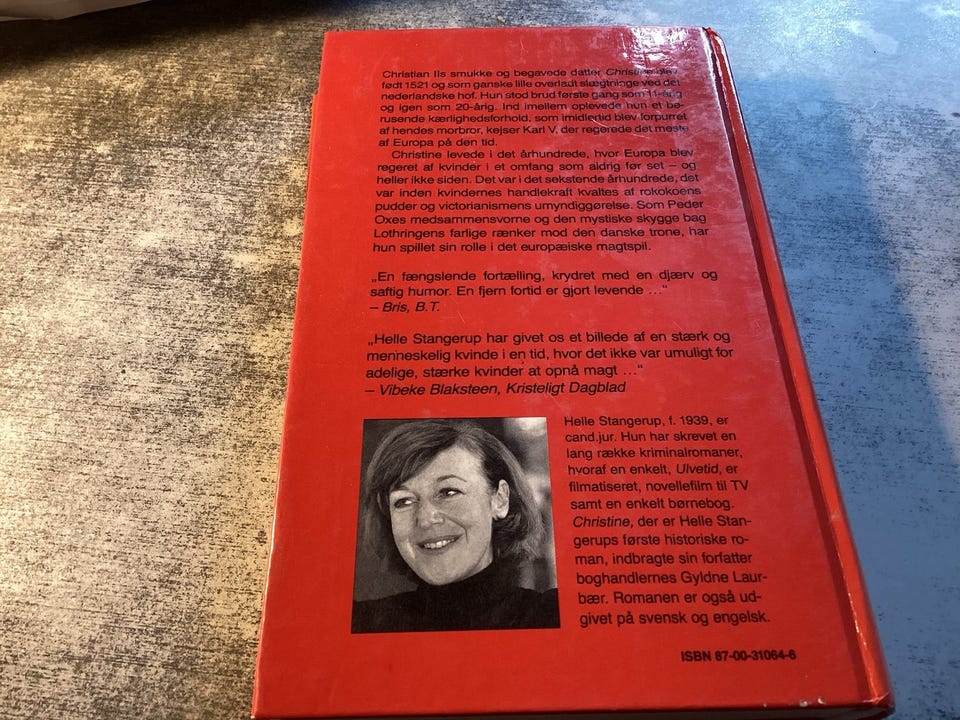 Christian IIs smukke og begavede datter Christine blev
født 1521 og som ganske lille overladt slægtninge ved det
nederlandske hof. Hun stod brud første gang som 11-årig
og igen som 20-årig. Ind imellem oplevede hun et be-
rusende kærlighedsforhold, som imidlertid blev forpurret
af hendes morbror, kejser Karl V, der regerede det meste
af Europa på den tid.
Christine levede i det århundrede, hvor Europa blev
regeret af kvinder i et omfang som aldrig før set – og
heller ikke siden. Det var i det sekstende århundrede, det
var inden kvindernes handlekraft kvaltes af rokokoens
pudder og victorianismens umyndiggørelse. Som Peder
Oxes medsammensvorne og den mystiske skygge bag
Lothringens farlige rænker mod den danske trone, har
hun spillet sin rolle i det europæiske magtspil.
„En fængslende fortælling, krydret med en djærv og
saftig humor. En fjern fortid er gjort levende ...“
– Bris, B.T.
„Helle Stangerup har givet os et billede af en stærk og
menneskelig kvinde i en tid, hvor det ikke var umuligt for
adelige, stærke kvinder at opnå magt ...“
– Vibeke Blaksteen, Kristeligt Dagblad
Helle Stangerup, f. 1939, er
cand.jur. Hun har skrevet en
lang række kriminalromaner,
hvoraf en enkelt, Ulvetid, er
filmatiseret, novellefilm til TV
samt en enkelt børnebog.
Christine, der er Helle Stan-
gerups første historiske ro-
man, indbragte sin forfatter
boghandlernes Gyldne Laur-
bær. Romanen er også ud-
givet på svensk og engelsk.
ISBN 87-00-31064-6